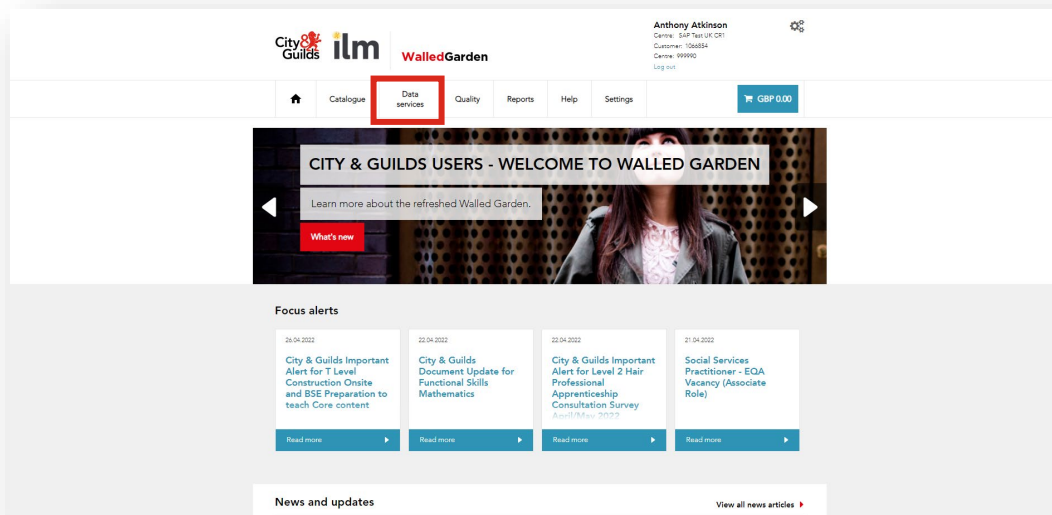 City & Guilds
ilm
WalledGarden
Anthony Atkinson
Centre: SAP Test UK CR1
Customer: 1066854
Centre: 999990
Log out
Catalogue
Data services
Quality
Reports
Help
Settings
GBP 0.00
CITY & GUILDS USERS - WELCOME TO WALLED GARDEN
Learn more about the refreshed Walled Garden.
What's new
Focus alerts
26.04.2022
City & Guilds Important
Alert for T Level
Construction Onsite
and BSE Preparation to
teach Core content
Read more
22.04.2022
City & Guilds
Document Update for
Functional Skills
Mathematics
Read more
22.04.2022
City & Guilds Important
Alert for Level 2 Hair
Professional
Apprenticeship
Consultation Survey
April/May 2022
Read more
21.04.2022
Social Services
Practitioner - EQA
Vacancy (Associate
Role)
Read more
News and updates
View all news articles